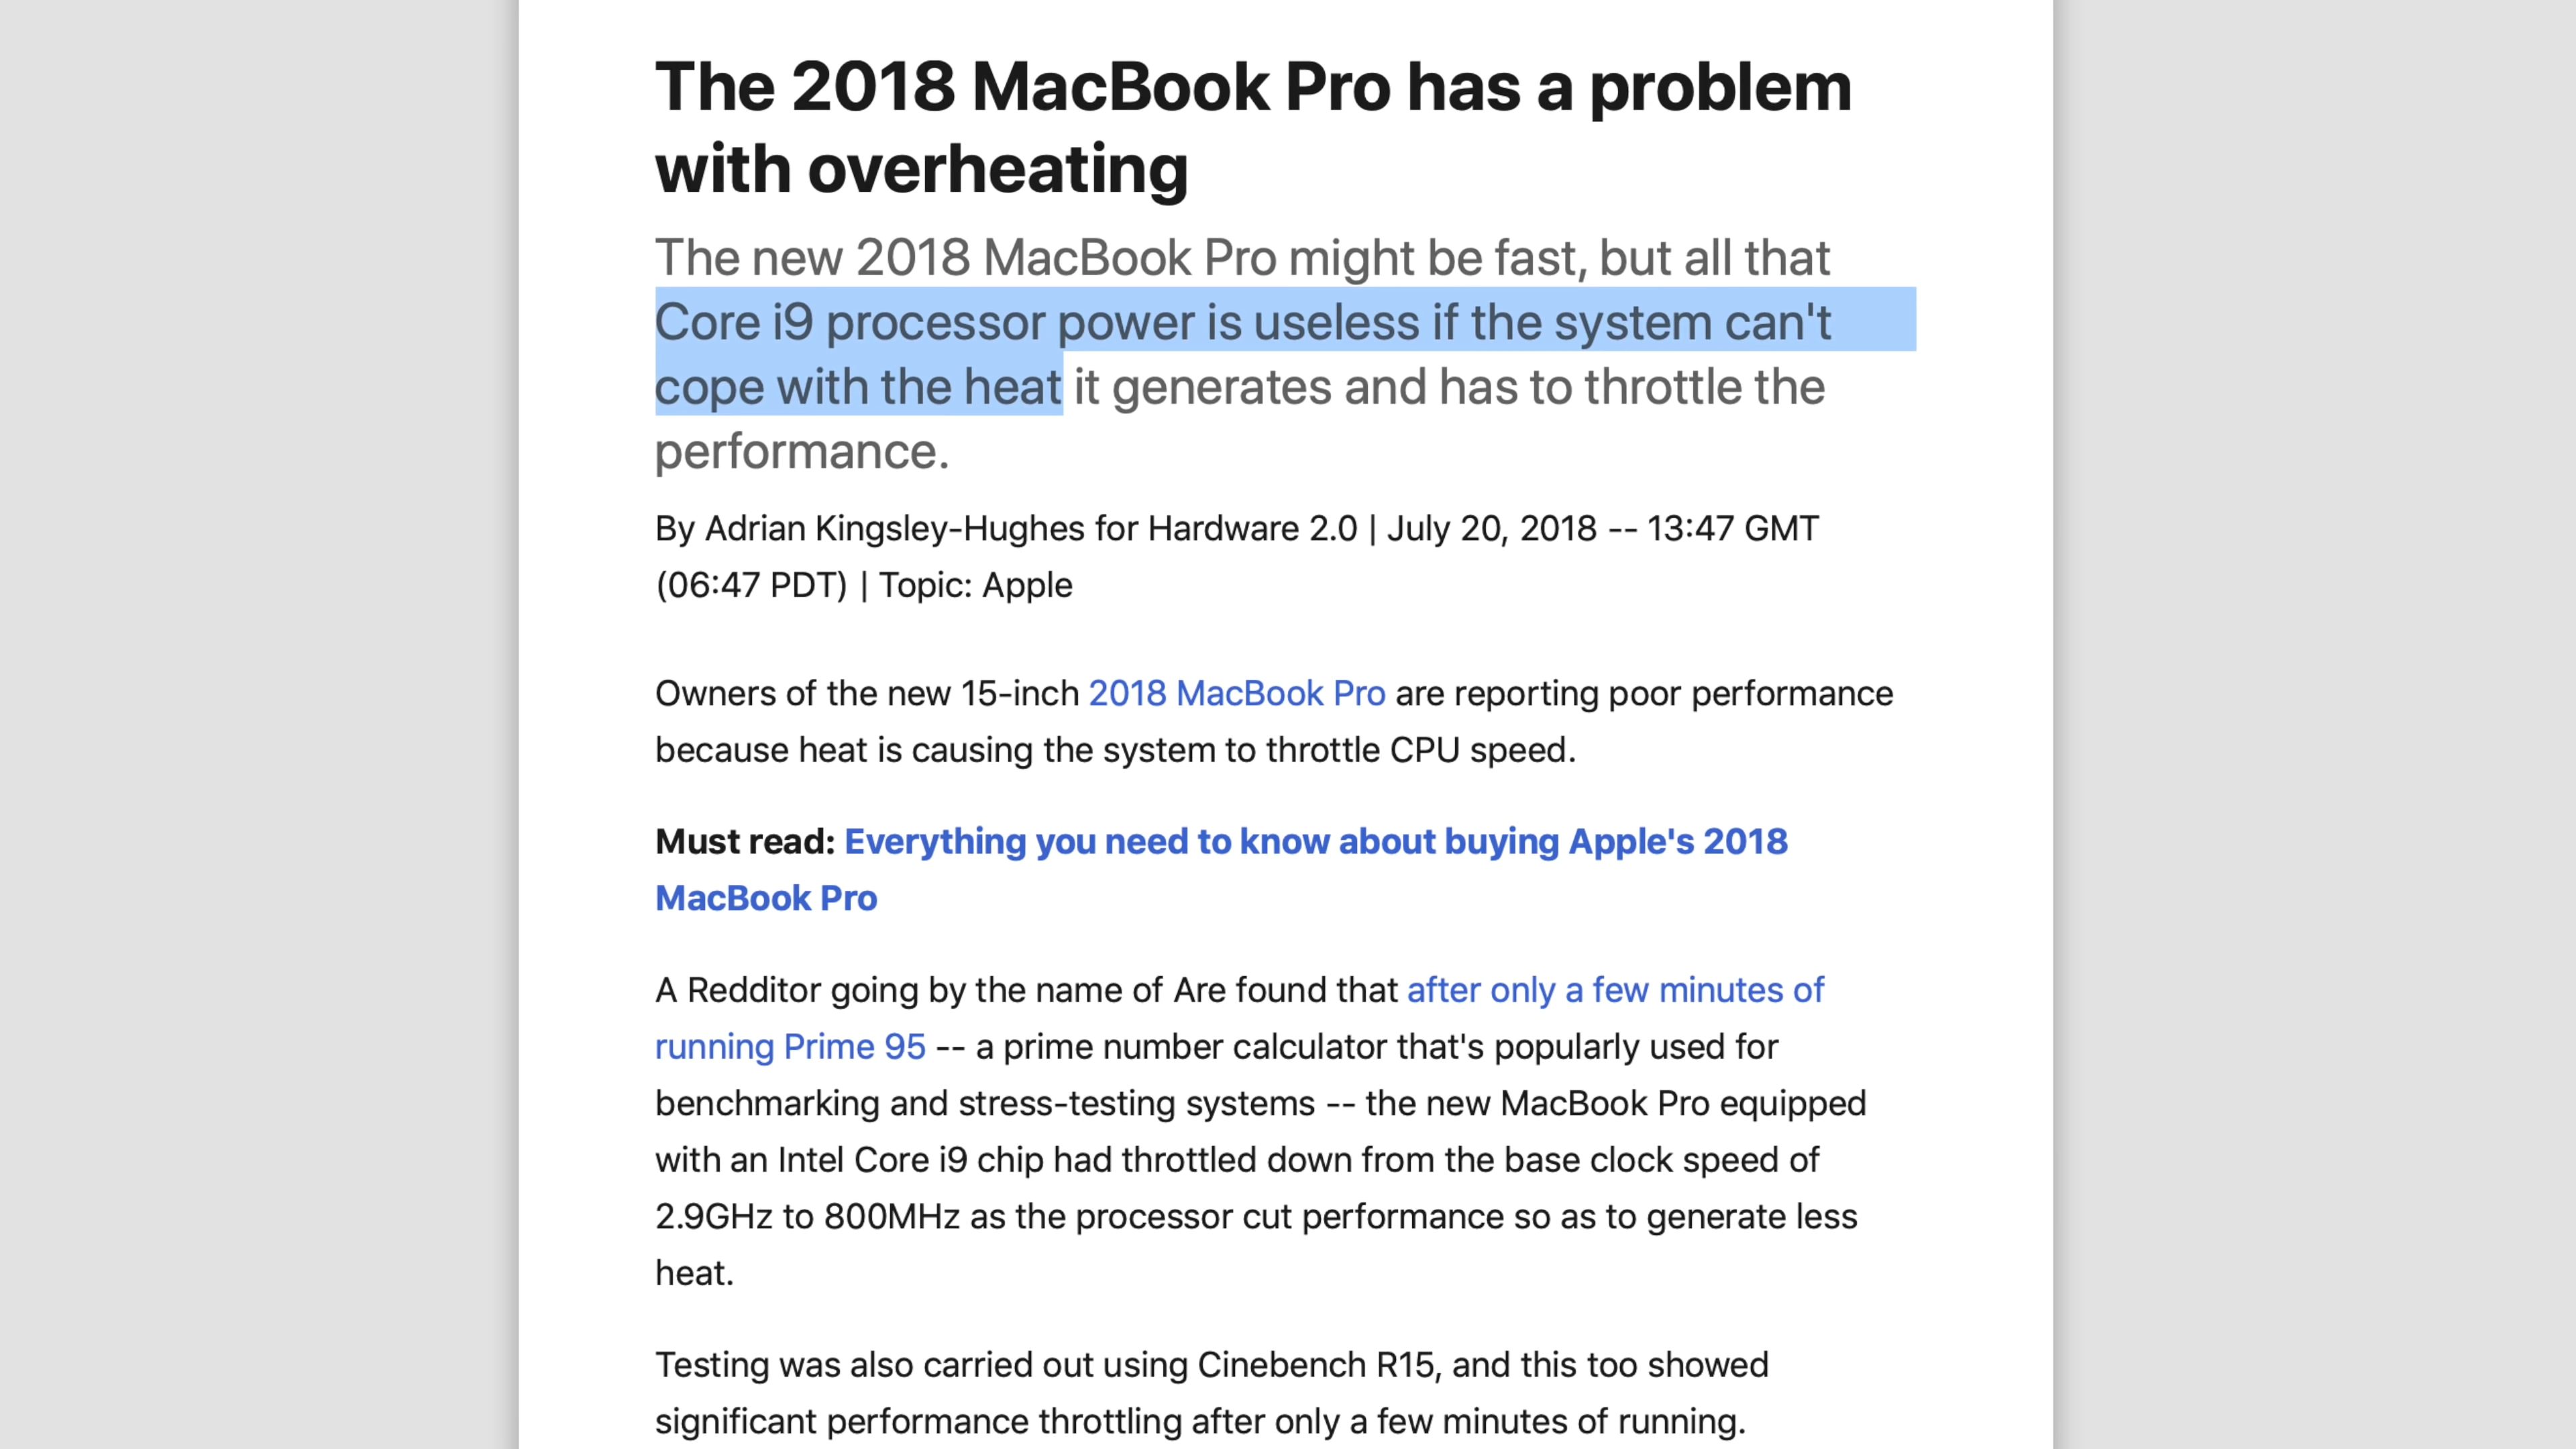 The 2018 MacBook Pro has a problem
with overheating
The new 2018 MacBook Pro might be fast, but all that
Core i9 processor power is useless if the system can't
cope with the heat it generates and has to throttle the
performance.
By Adrian Kingsley-Hughes for Hardware 2.0 | July 20, 2018 -- 13:47 GMT
(06:47 PDT) | Topic: Apple
Owners of the new 15-inch 2018 MacBook Pro are reporting poor performance
because heat is causing the system to throttle CPU speed.
Must read: Everything you need to know about buying Apple's 2018
MacBook Pro
A Redditor going by the name of Are found that after only a few minutes of
running Prime 95 -- a prime number calculator that's popularly used for
benchmarking and stress-testing systems -- the new MacBook Pro equipped
with an Intel Core i9 chip had throttled down from the base clock speed of
2.9GHz to 800MHz as the processor cut performance so as to generate less
heat.
Testing was also carried out using Cinebench R15, and this too showed
significant performance throttling after only a few minutes of running.